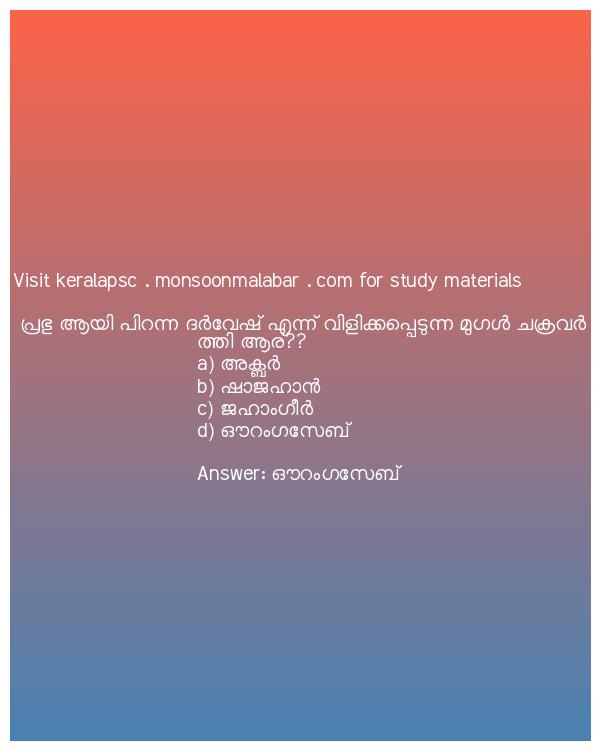 Visit keralapsc . monsoonmalabar . com for study materials
പ്രഭു ആയി പിറന്ന ദർവേഷ് എന്ന് വിളിക്കപ്പെടുന്ന മുഗൾ ചക്രവർ
ത്തി ആര??
a) അക്ബർ
b) ഷാജഹാൻ
c) ജഹാംഗീർ
d) ഔറംഗസേബ്
Answer: ഔറംഗസേബ്